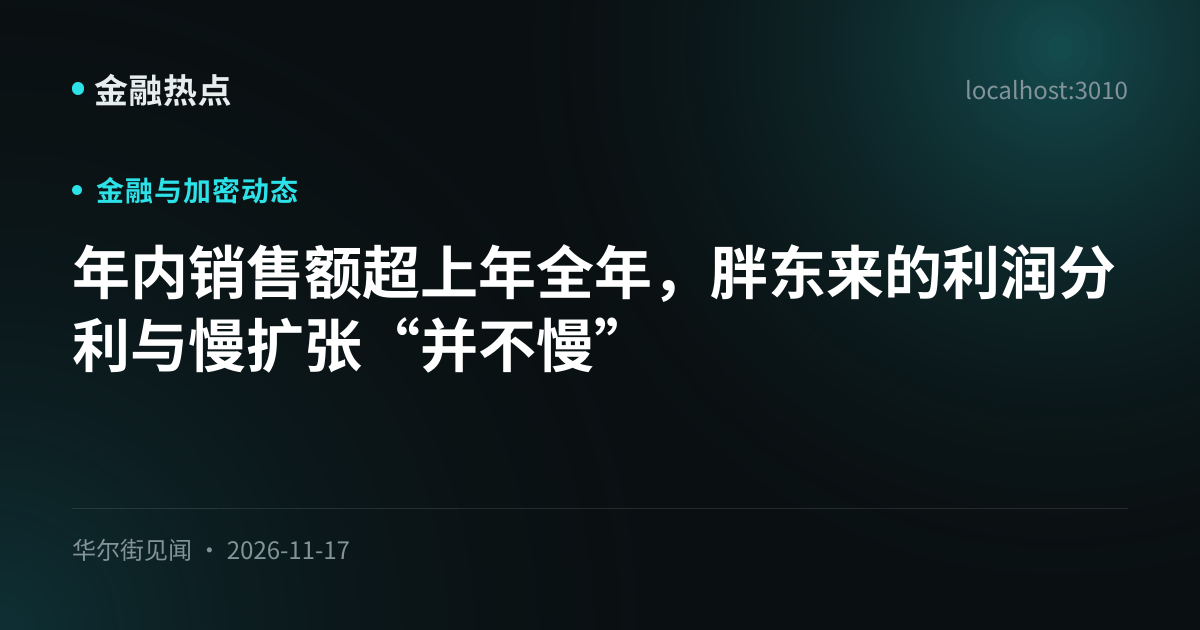 金融热点
localhost:3010
金融与加密动态
年内销售额超上年全年，胖东来的利润分
利与慢扩张“并不慢”
华尔街见闻 · 2026-11-17